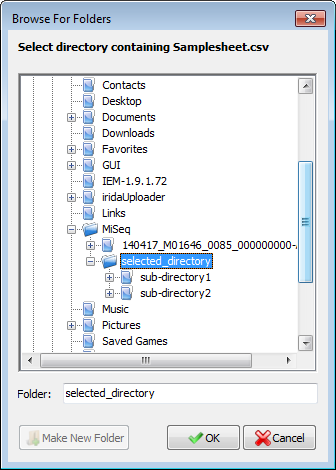 Browse For Folders
Select directory containing Samplesheet.csv
Contacts
Desktop
Documents
Downloads
Favorites
GUI
IEM-1.9.1.72
iridaUploader
Links
MiSeq
140417_M01646_0085_000000000-
selected_directory
sub-directory1
sub-directory2
Music
Pictures
Saved Games
Folder: selected_directory
Make New Folder OK Cancel